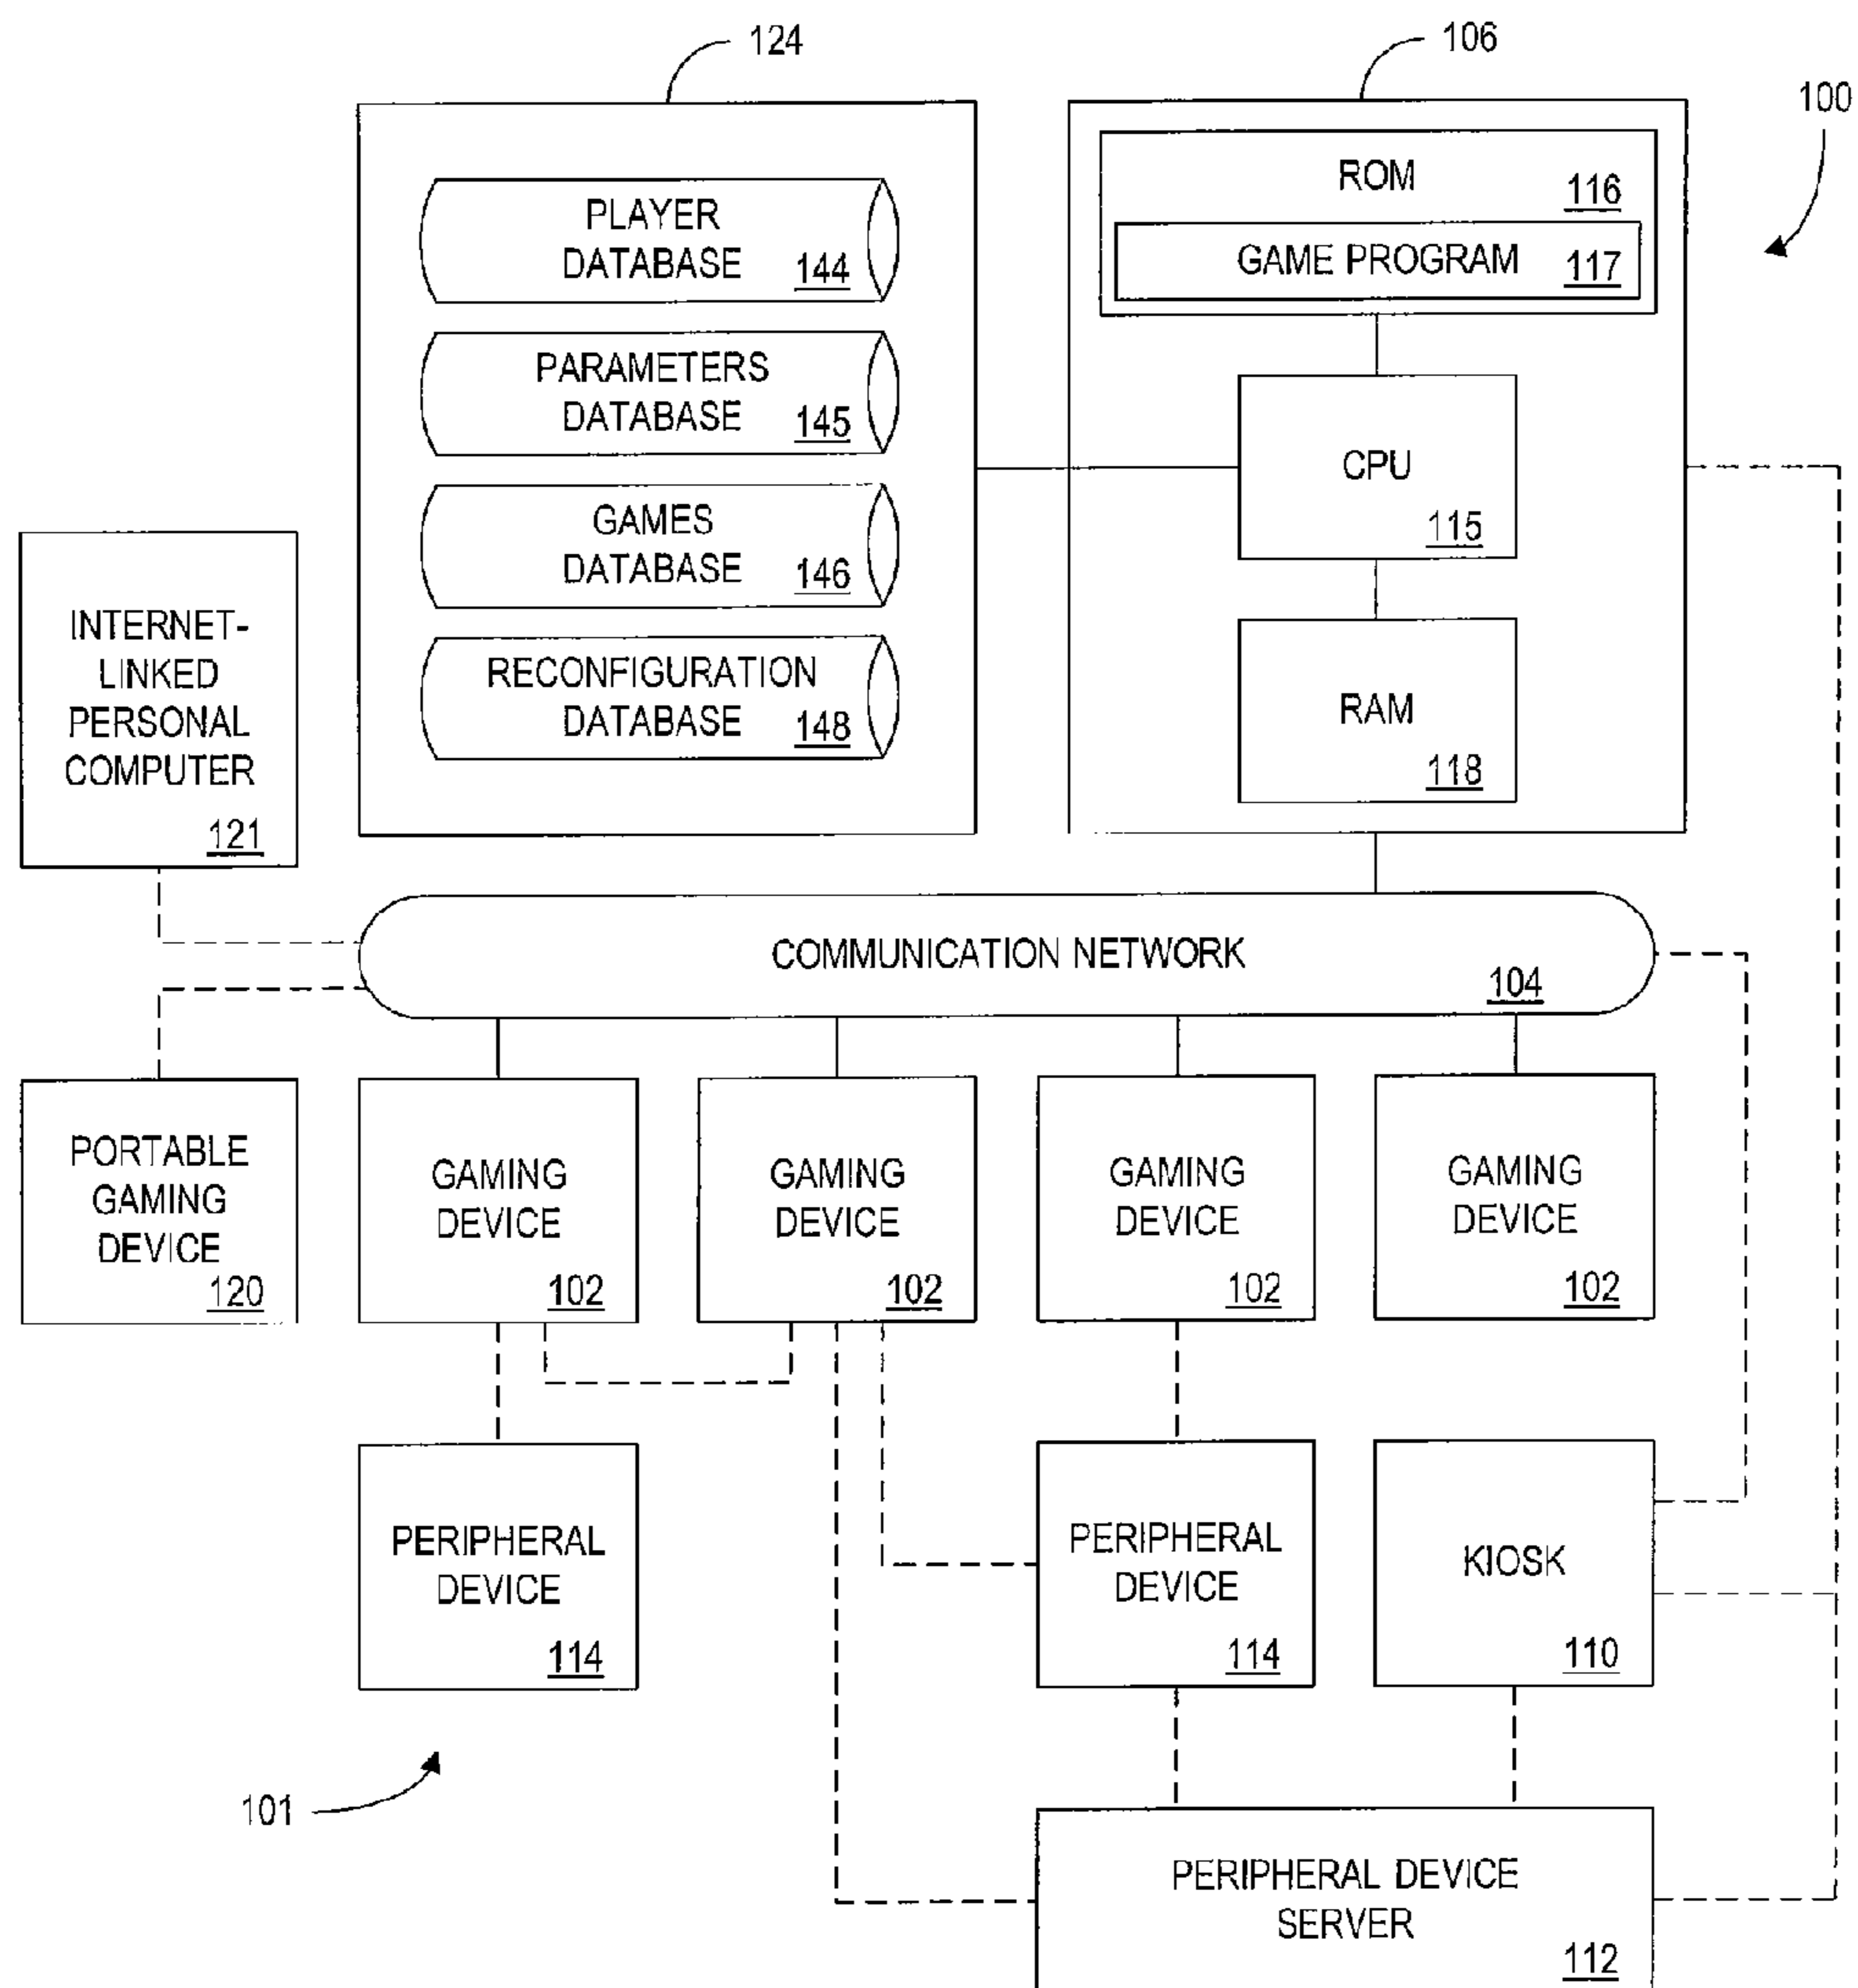 124
106
100
PLAYER
DATABASE
144
PARAMETERS
DATABASE
145
GAMES
DATABASE
146
RECONFIGURATION
DATABASE
148
ROM
116
GAME PROGRAM
117
CPU
115
RAM
118
INTERNET-
LINKED
PERSONAL
COMPUTER
121
COMMUNICATION NETWORK
104
PORTABLE
GAMING
DEVICE
120
GAMING
DEVICE
102
GAMING
DEVICE
102
GAMING
DEVICE
102
GAMING
DEVICE
102
PERIPHERAL
DEVICE
114
PERIPHERAL
DEVICE
114
KIOSK
110
101
PERIPHERAL DEVICE
SERVER
112